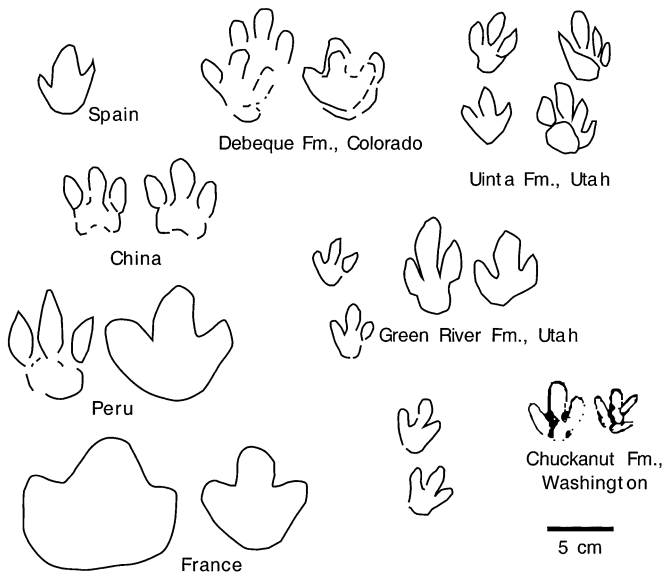 Spain
Debeque Fm., Colorado
Uinta Fm., Utah
China
Green River Fm., Utah
Peru
Chuckanut Fm.,
Washington
5 cm
France